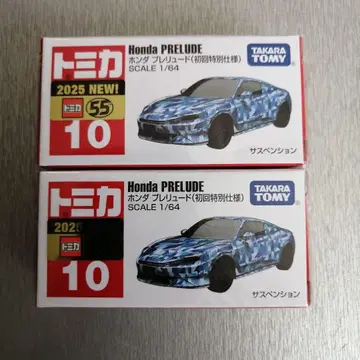 トミカ
2025 NEW!
トミカ 55
10
Honda PRELUDE
ホンダ プレリュード(初回特別仕様)
SCALE 1/64
TAKARA
TOMY
サスペンション
トミカ
202
トミカ
10
Honda PRELUDE
ホンダ プレリュード(初回特別仕様)
SCALE 1/64
TAKARA
TOMY
サスペンション